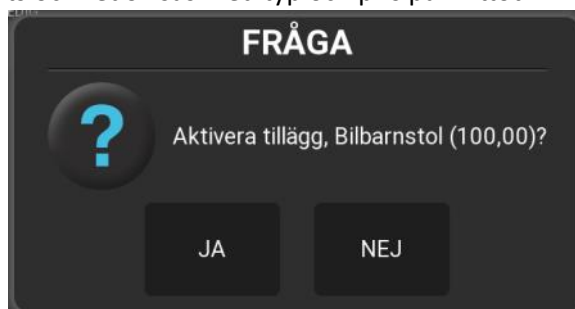 FRÅGA
?
Aktivera tillägg, Bilbarnstol (100,00)?
JA
NEJ